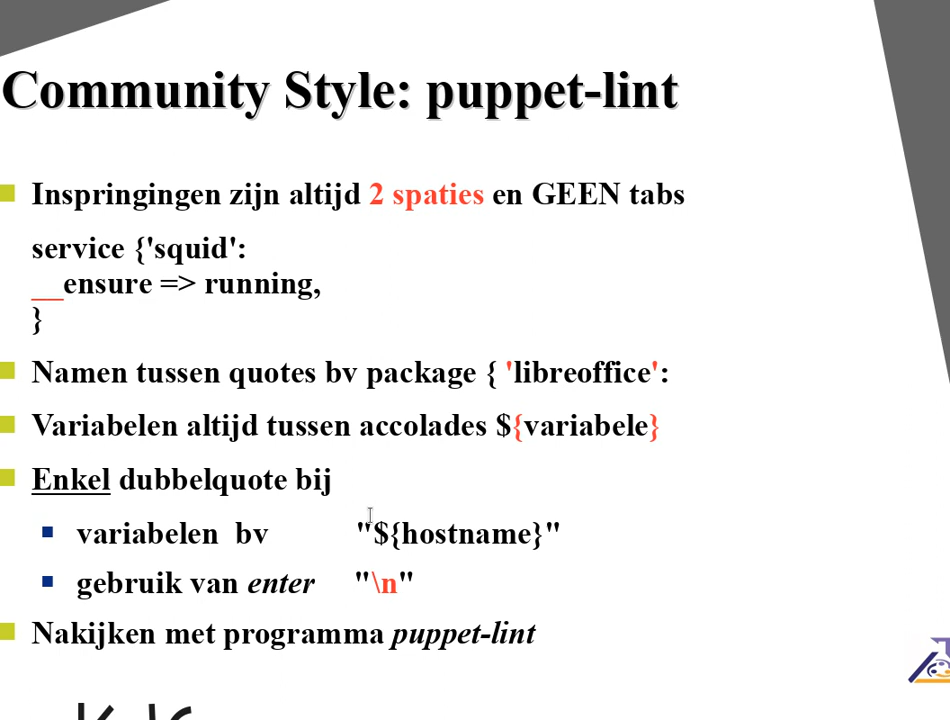 Community Style: puppet-lint
Inspringingen zijn altijd 2 spaties en GEEN tabs
service {'squid':
__ensure => running,
}
Namen tussen quotes bv package { 'libreoffice':
Variabelen altijd tussen accolades ${variabele}
Enkel dubbelquote bij
variabelen bv "${hostname}"
gebruik van enter "\n"
Nakijken met programma puppet-lint